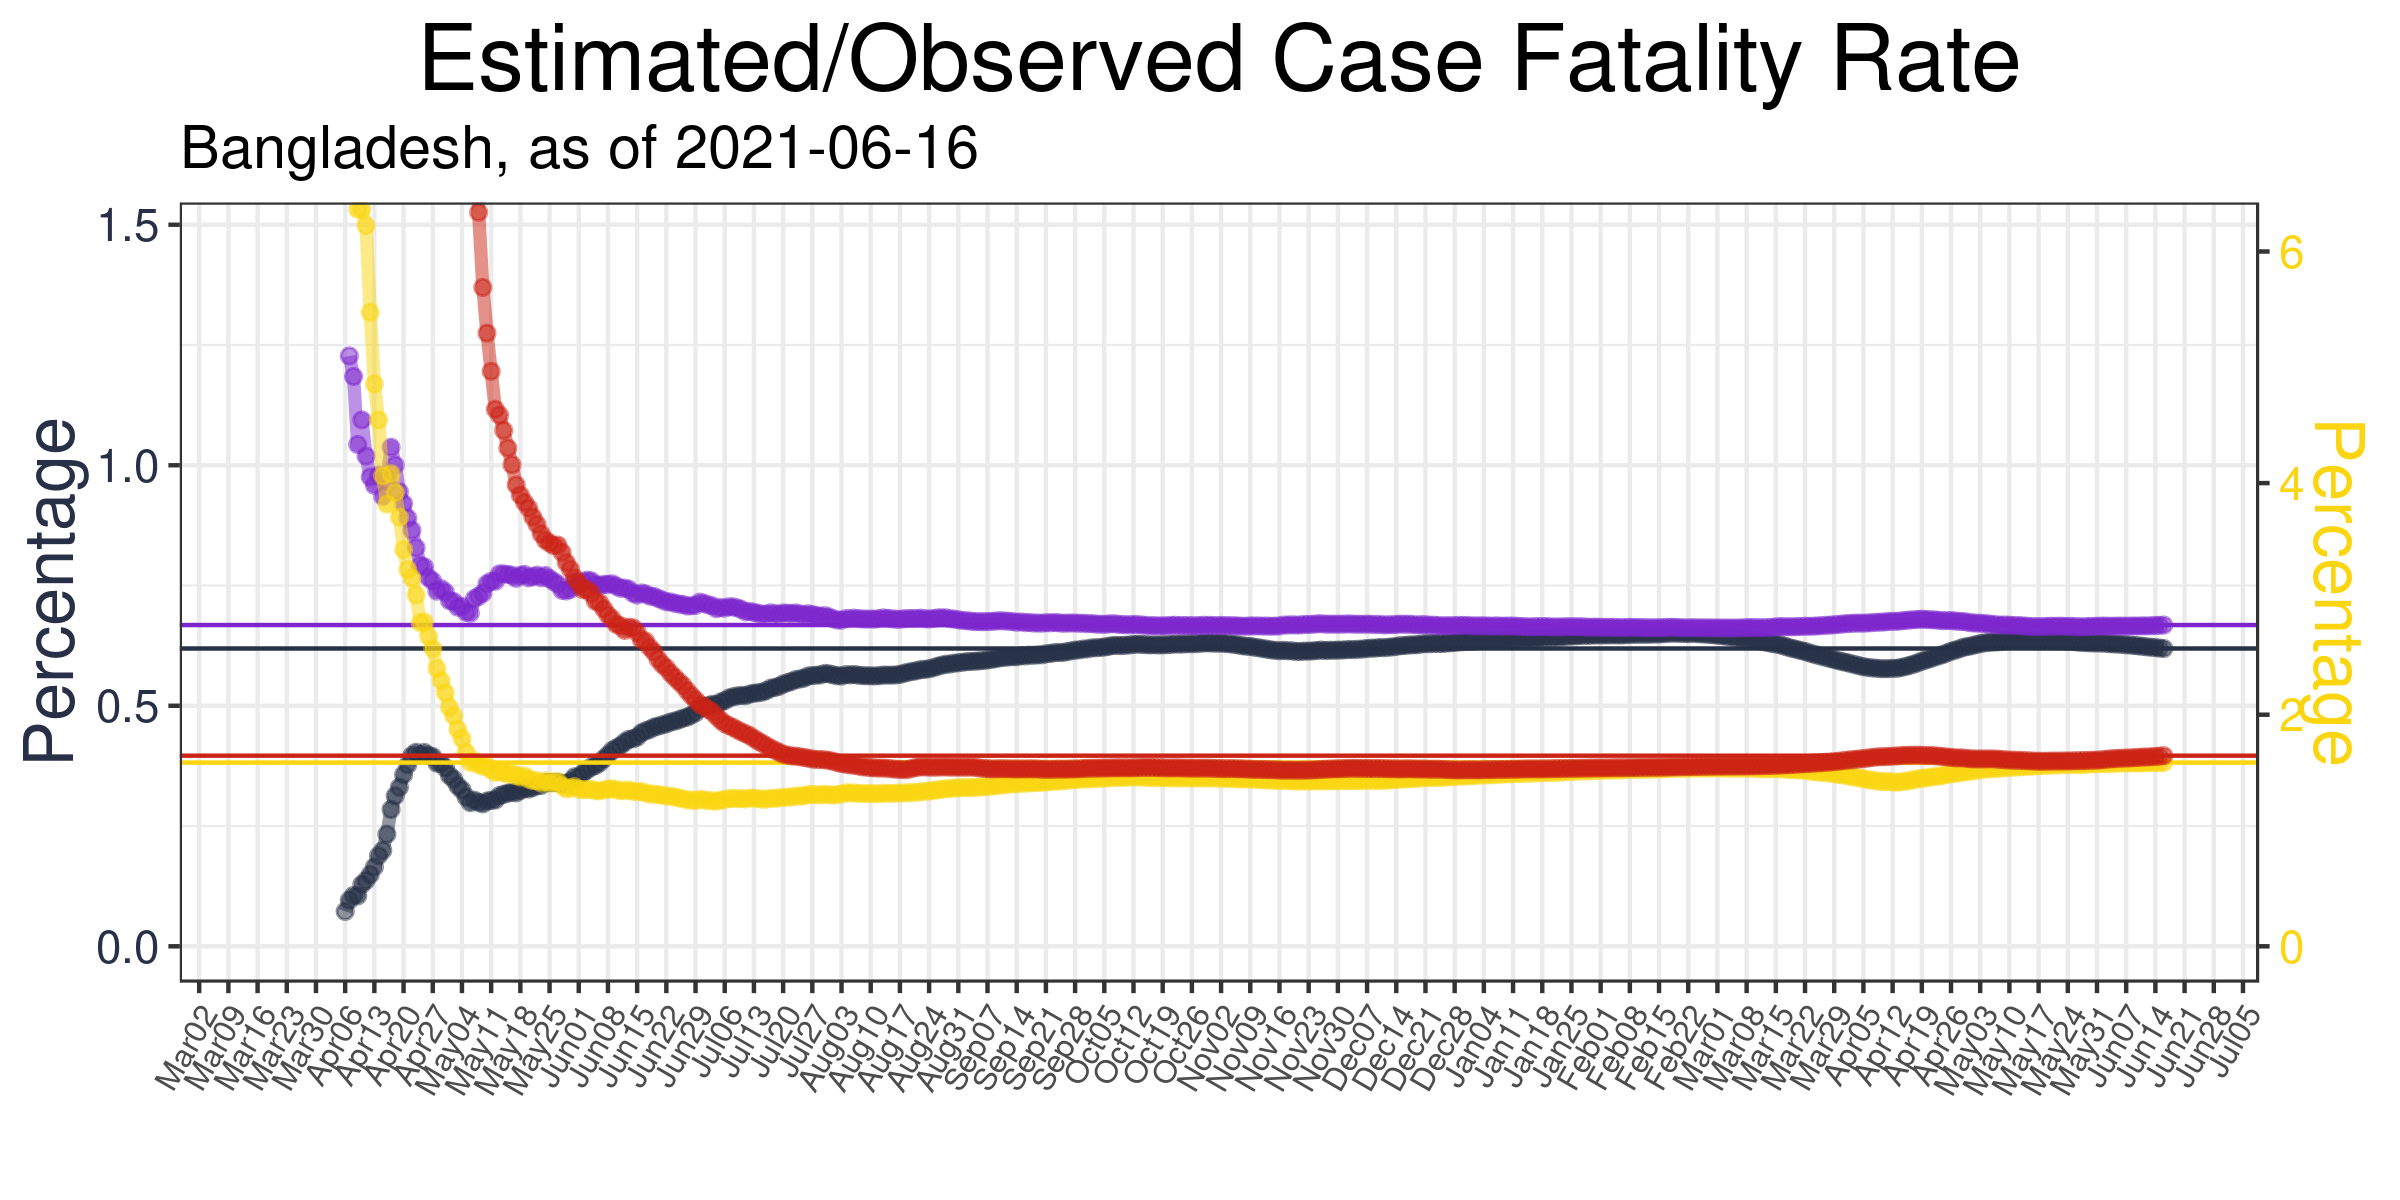 Estimated/Observed Case Fatality Rate
Bangladesh, as of 2021-06-16
Percentage
1.5
1.0
0.5
0.0
6
4
2
0
Percentage
Mar02
Mar09
Mar16
Mar23
Mar30
Apr06
Apr13
Apr20
Apr27
May04
May11
May18
May25
Jun01
Jun08
Jun15
Jun22
Jun29
Jul06
Jul13
Jul20
Jul27
Aug03
Aug10
Aug17
Aug24
Aug31
Sep07
Sep14
Sep21
Sep28
Oct05
Oct12
Oct19
Oct26
Nov02
Nov09
Nov16
Nov23
Nov30
Dec07
Dec14
Dec21
Dec28
Jan04
Jan11
Jan18
Jan25
Feb01
Feb08
Feb15
Feb22
Mar01
Mar08
Mar15
Mar22
Mar29
Apr05
Apr12
Apr19
Apr26
May03
May10
May17
May24
May31
Jun07
Jun14
Jun21
Jun28
Jul05